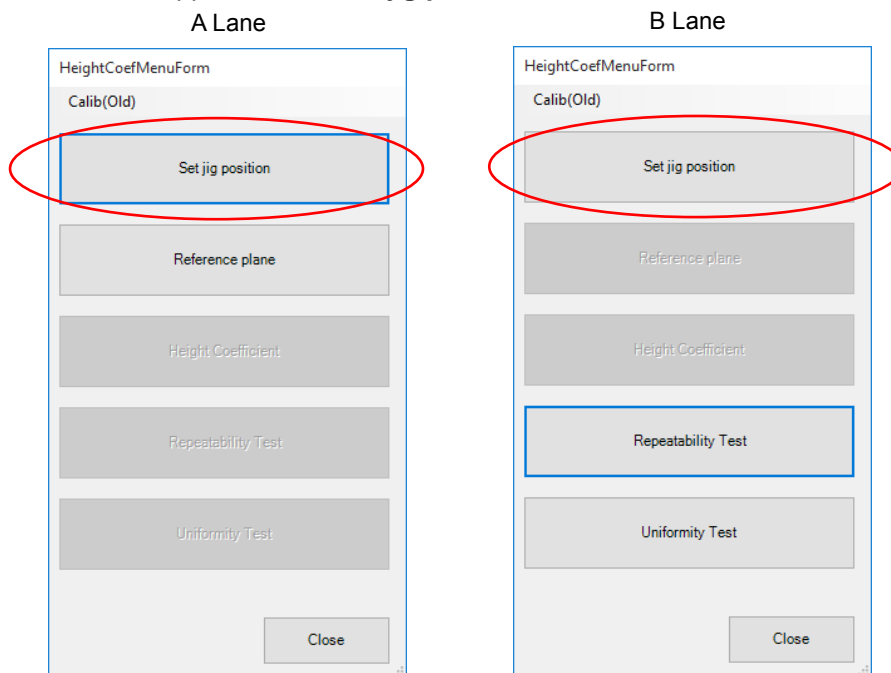 A Lane
HeightCoefMenuForm
Calib(Old)
Set jig position
Reference plane
Height Coefficient
Repeatability Test
Uniformity Test
Close
B Lane
HeightCoefMenuForm
Calib(Old)
Set jig position
Reference plane
Height Coefficient
Repeatability Test
Uniformity Test
Close